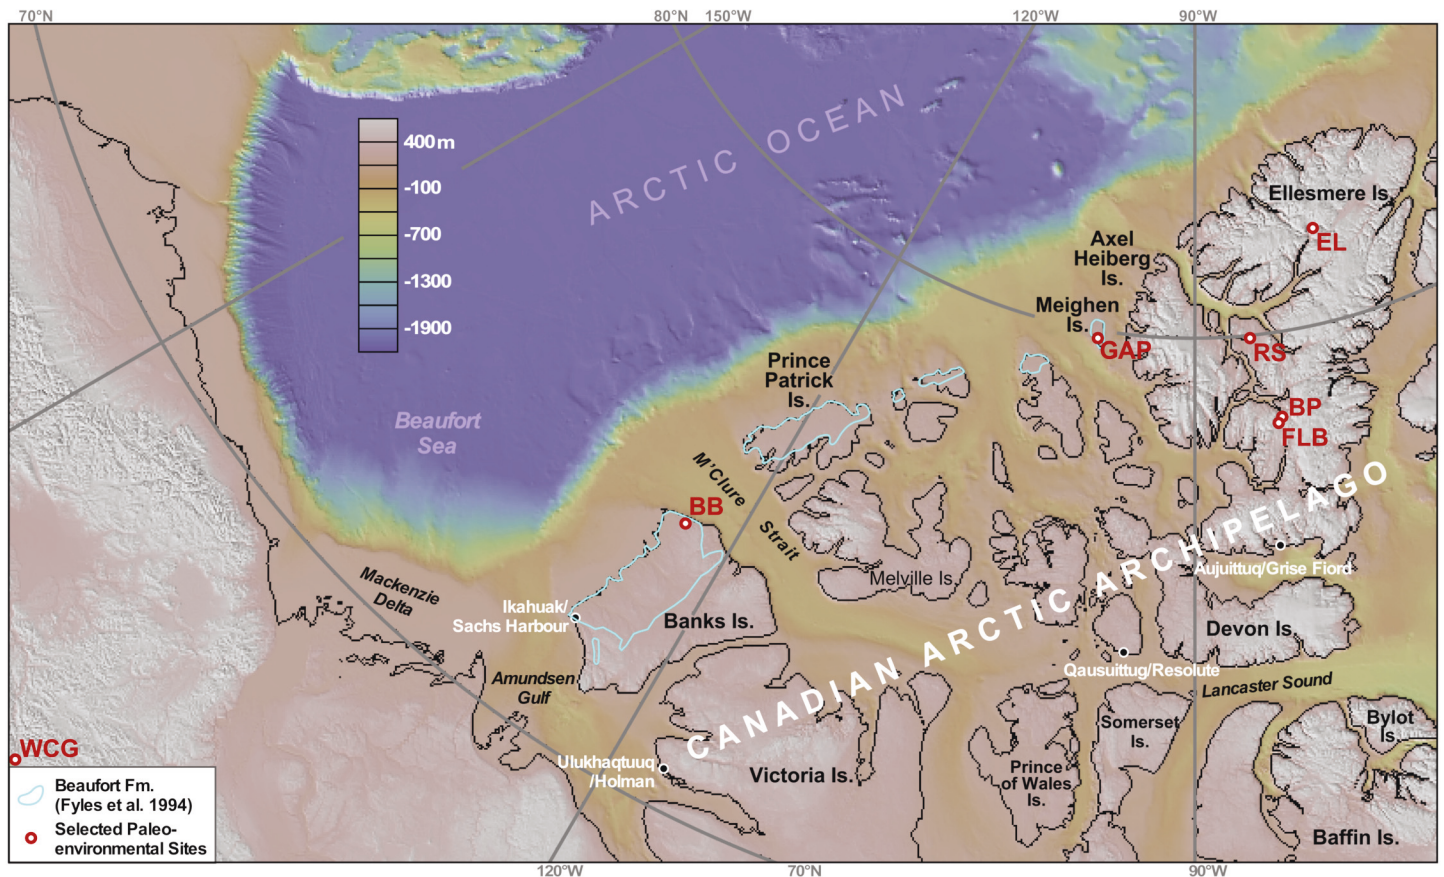 70°N
80°N
150°W
120°W
90°W
ARCTIC OCEAN
400m
-100
-700
-1300
-1900
Ellesmere Is.
EL
Axel
Heiberg
Is.
Meighen
Is.
GAP
RS
Prince
Patrick
Is.
BP
FLB
Beaufort
Sea
M'Clure
Strait
BB
CANADIAN ARCTIC ARCHIPELAGO
Aujuittuq/Grise Fiord
Melville Is.
Mackenzie
Delta
Ikahuak/
Sachs Harbour
Banks Is.
Devon Is.
Qausuittug/Resolute
Amundsen
Gulf
Lancaster Sound
Somerset
Is.
Bylot
Is.
WCG
Ulukhaqtuuq
/Holman
Victoria Is.
Prince
of Wales
Is.
Baffin Is.
Beaufort Fm.
(Fyles et al. 1994)
Selected Paleo-
environmental Sites
120°W
70°N
90°W